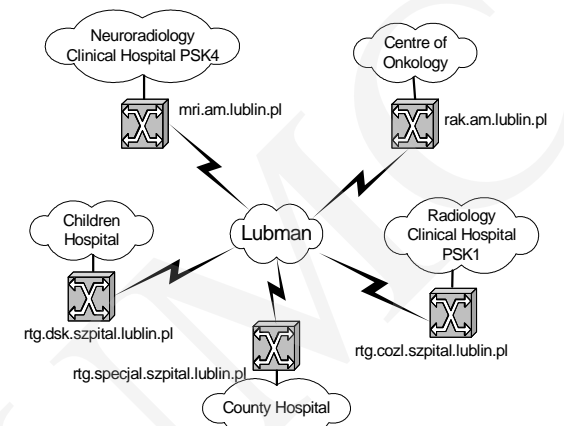 Neuroradiology
Clinical Hospital PSK4
mri.am.lublin.pl
Centre of
Onkology
rak.am.lublin.pl
Children
Hospital
rtg.dsk.szpital.lublin.pl
Lubman
Radiology
Clinical Hospital
PSK1
rtg.cozl.szpital.lublin.pl
rtg.specjal.szpital.lublin.pl
County Hospital